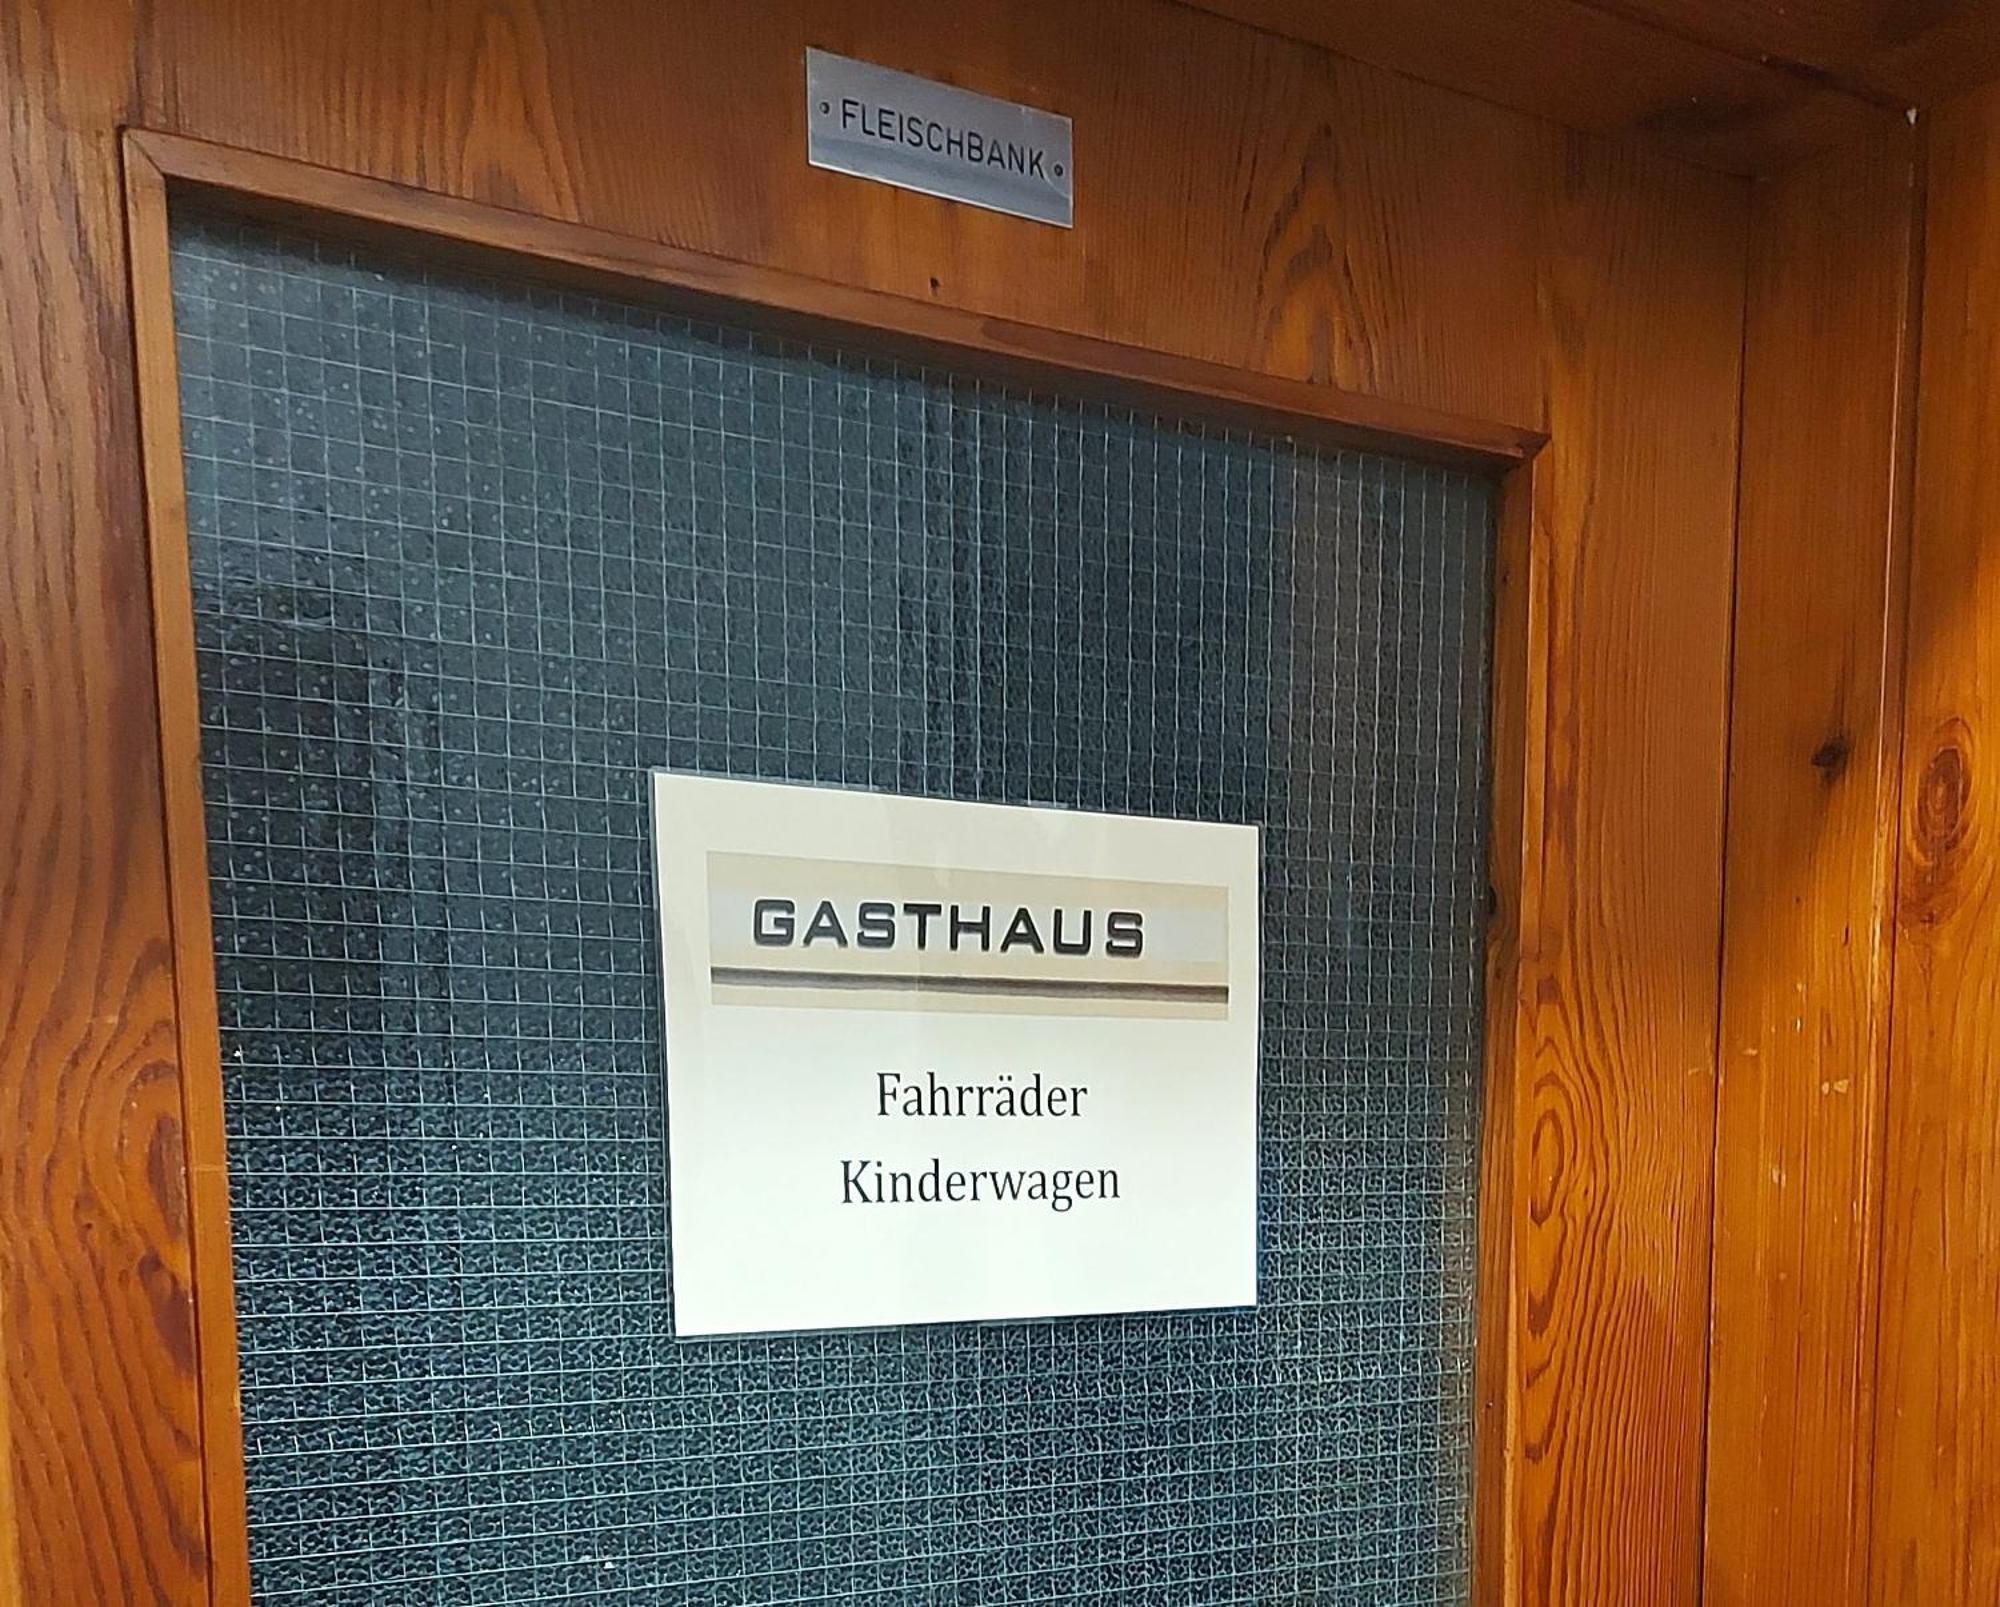 FLEISCHBANK
GASTHAUS
Fahrräder
Kinderwagen